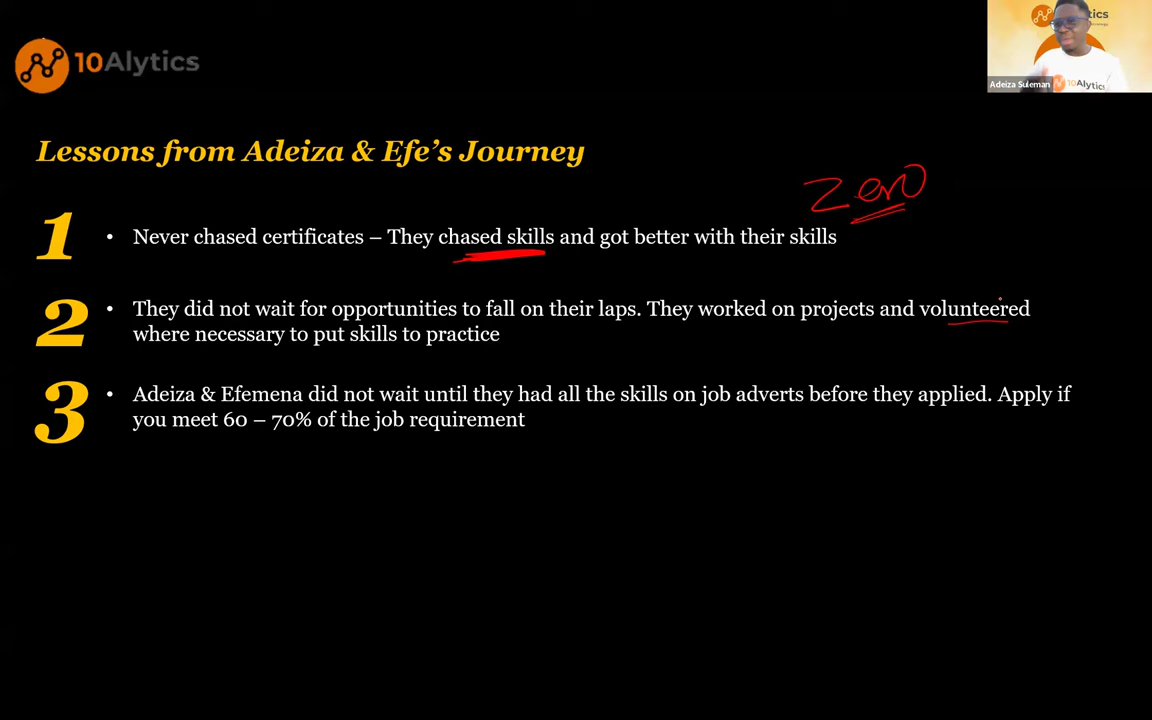 10Alytics
tics
Adeiza Suleman
10Alytics
Lessons from Adeiza & Efe's Journey
zero
1
• Never chased certificates – They chased skills and got better with their skills
2
• They did not wait for opportunities to fall on their laps. They worked on projects and volunteered
where necessary to put skills to practice
3
• Adeiza & Efemena did not wait until they had all the skills on job adverts before they applied. Apply if
you meet 60 – 70% of the job requirement